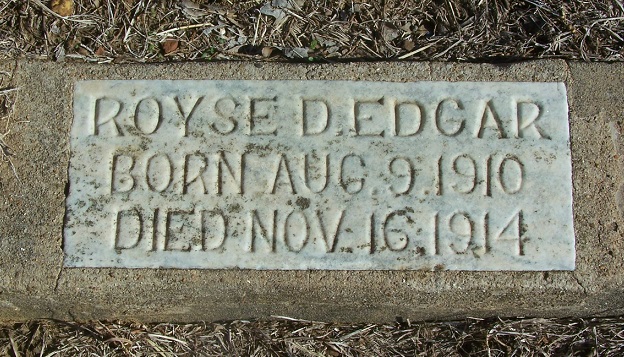 ROYSE D. EDGAR
BORN AUG. 9. 1910
DIED NOV. 16. 1914